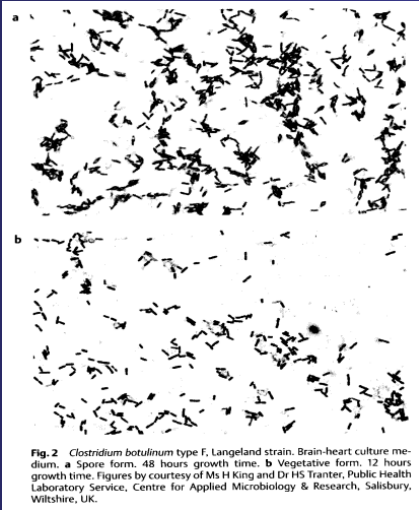 a
b
Fig. 2 Clostridium botulinum type F, Langeland strain. Brain-heart culture me-
dium. a Spore form. 48 hours growth time. b Vegetative form. 12 hours
growth time. Figures by courtesy of Ms H King and Dr HS Tranter, Public Health
Laboratory Service, Centre for Applied Microbiology & Research, Salisbury,
Wiltshire, UK.